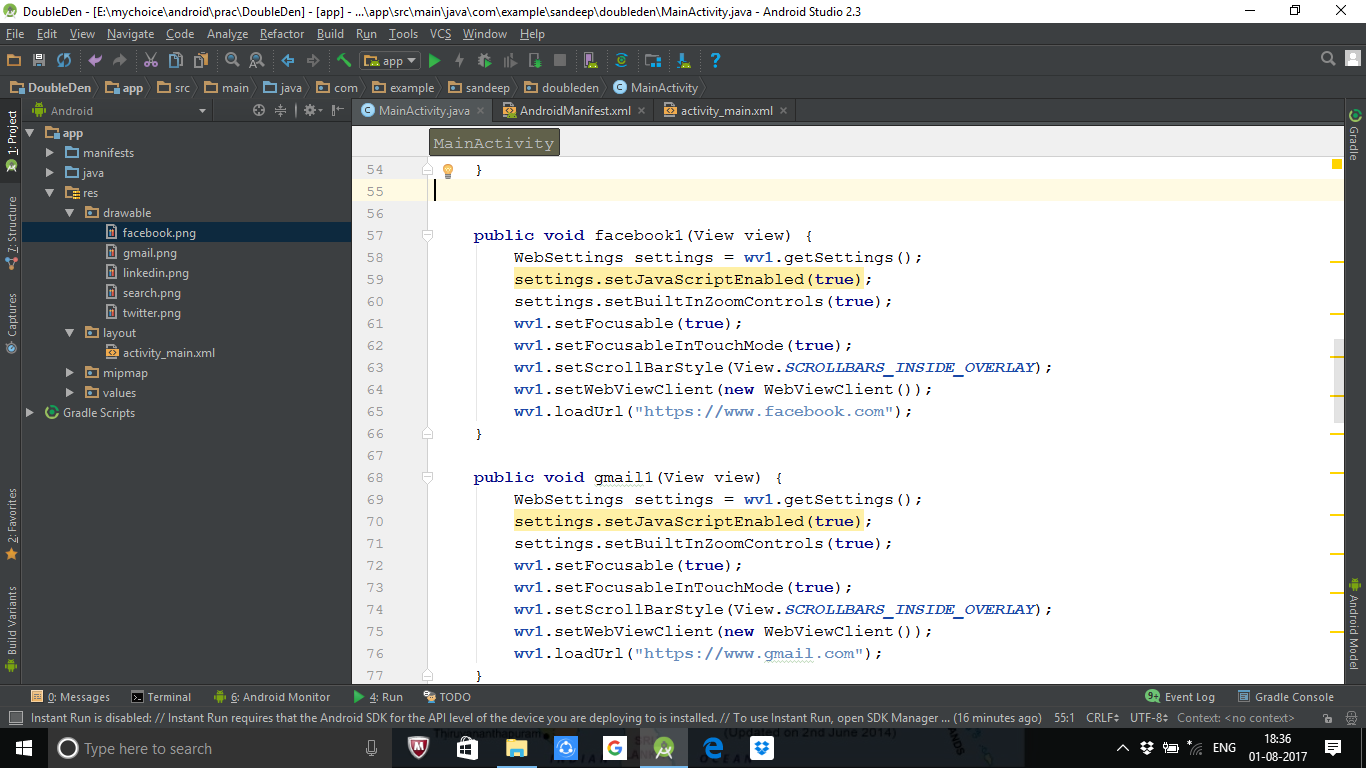 DoubleDen - [E:\mychoice\android\prac\DoubleDen] - [app] - ...\app\src\main\java\com\example\sandeep\doubleden\MainActivity.java - Android Studio 2.3
File Edit View Navigate Code Analyze Refactor Build Run Tools VCS Window Help
app
DoubleDen app src main java com example sandeep doubleden MainActivity
Android
MainActivity.java AndroidManifest.xml activity_main.xml
1: Project
7: Structure
Captures
2: Favorites
Build Variants
app
manifests
java
res
drawable
facebook.png
gmail.png
linkedin.png
search.png
twitter.png
layout
activity_main.xml
mipmap
values
Gradle Scripts
MainActivity
54 }
55
56
57 public void facebook1(View view) {
58 WebSettings settings = wv1.getSettings();
59 settings.setJavaScriptEnabled(true);
60 settings.setBuiltInZoomControls(true);
61 wv1.setFocusable(true);
62 wv1.setFocusableInTouchMode(true);
63 wv1.setScrollBarStyle(View.SCROLLBARS_INSIDE_OVERLAY);
64 wv1.setWebViewClient(new WebViewClient());
65 wv1.loadUrl("https://www.facebook.com");
66 }
67
68 public void gmail1(View view) {
69 WebSettings settings = wv1.getSettings();
70 settings.setJavaScriptEnabled(true);
71 settings.setBuiltInZoomControls(true);
72 wv1.setFocusable(true);
73 wv1.setFocusableInTouchMode(true);
74 wv1.setScrollBarStyle(View.SCROLLBARS_INSIDE_OVERLAY);
75 wv1.setWebViewClient(new WebViewClient());
76 wv1.loadUrl("https://www.gmail.com");
77 }
Gradle
Android Model
0: Messages Terminal 6: Android Monitor 4: Run TODO 9+ Event Log Gradle Console
Instant Run is disabled: // Instant Run requires that the Android SDK for the API level of the device you are deploying to is installed. // To use Instant Run, open SDK Manager ... (16 minutes ago) 55:1 CRLF UTF-8 Context: <no context>
Type here to search
Thiruvananthapuram
(Updated on 2nd June 2014)
ENG
18:36
01-08-2017